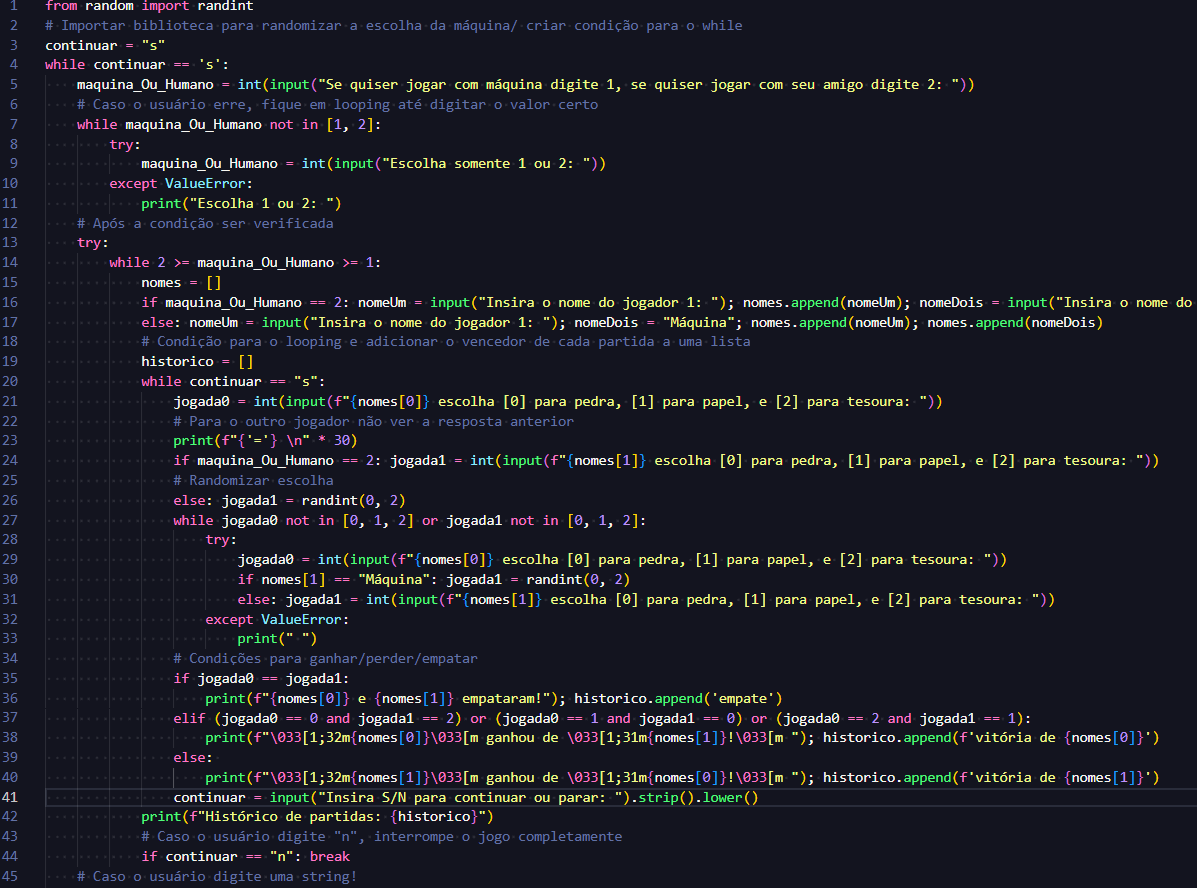 1 from random import randint
2 # Importar biblioteca para randomizar a escolha da máquina/ criar condição para o while
3 continuar = "s"
4 while continuar == 's':
5     maquina_Ou_Humano = int(input("Se quiser jogar com máquina digite 1, se quiser jogar com seu amigo digite 2: "))
6     # Caso o usuário erre, fique em looping até digitar o valor certo
7     while maquina_Ou_Humano not in [1, 2]:
8         try:
9             maquina_Ou_Humano = int(input("Escolha somente 1 ou 2: "))
10         except ValueError:
11             print("Escolha 1 ou 2: ")
12     # Após a condição ser verificada
13     try:
14         while 2 >= maquina_Ou_Humano >= 1:
15             nomes = []
16             if maquina_Ou_Humano == 2: nomeUm = input("Insira o nome do jogador 1: "); nomes.append(nomeUm); nomeDois = input("Insira o nome do
17             else: nomeUm = input("Insira o nome do jogador 1: "); nomeDois = "Máquina"; nomes.append(nomeUm); nomes.append(nomeDois)
18             # Condição para o looping e adicionar o vencedor de cada partida a uma lista
19             historico = []
20             while continuar == "s":
21                 jogada0 = int(input(f"{nomes[0]} escolha [0] para pedra, [1] para papel, e [2] para tesoura: "))
22                 # Para o outro jogador não ver a resposta anterior
23                 print(f"{'='} \n" * 30)
24                 if maquina_Ou_Humano == 2: jogada1 = int(input(f"{nomes[1]} escolha [0] para pedra, [1] para papel, e [2] para tesoura: "))
25                 # Randomizar escolha
26                 else: jogada1 = randint(0, 2)
27                 while jogada0 not in [0, 1, 2] or jogada1 not in [0, 1, 2]:
28                     try:
29                         jogada0 = int(input(f"{nomes[0]} escolha [0] para pedra, [1] para papel, e [2] para tesoura: "))
30                         if nomes[1] == "Máquina": jogada1 = randint(0, 2)
31                         else: jogada1 = int(input(f"{nomes[1]} escolha [0] para pedra, [1] para papel, e [2] para tesoura: "))
32                     except ValueError:
33                         print(" ")
34                 # Condições para ganhar/perder/empatar
35                 if jogada0 == jogada1:
36                     print(f"{nomes[0]} e {nomes[1]} empataram!"); historico.append('empate')
37                 elif (jogada0 == 0 and jogada1 == 2) or (jogada0 == 1 and jogada1 == 0) or (jogada0 == 2 and jogada1 == 1):
38                     print(f"\033[1;32m{nomes[0]}\033[m ganhou de \033[1;31m{nomes[1]}!\033[m "); historico.append(f'vitória de {nomes[0]}')
39                 else:
40                     print(f"\033[1;32m{nomes[1]}\033[m ganhou de \033[1;31m{nomes[0]}!\033[m "); historico.append(f'vitória de {nomes[1]}')
41                 continuar = input("Insira S/N para continuar ou parar: ").strip().lower()
42             print(f"Histórico de partidas: {historico}")
43             # Caso o usuário digite "n", interrompe o jogo completamente
44             if continuar == "n": break
45     # Caso o usuário digite uma string!